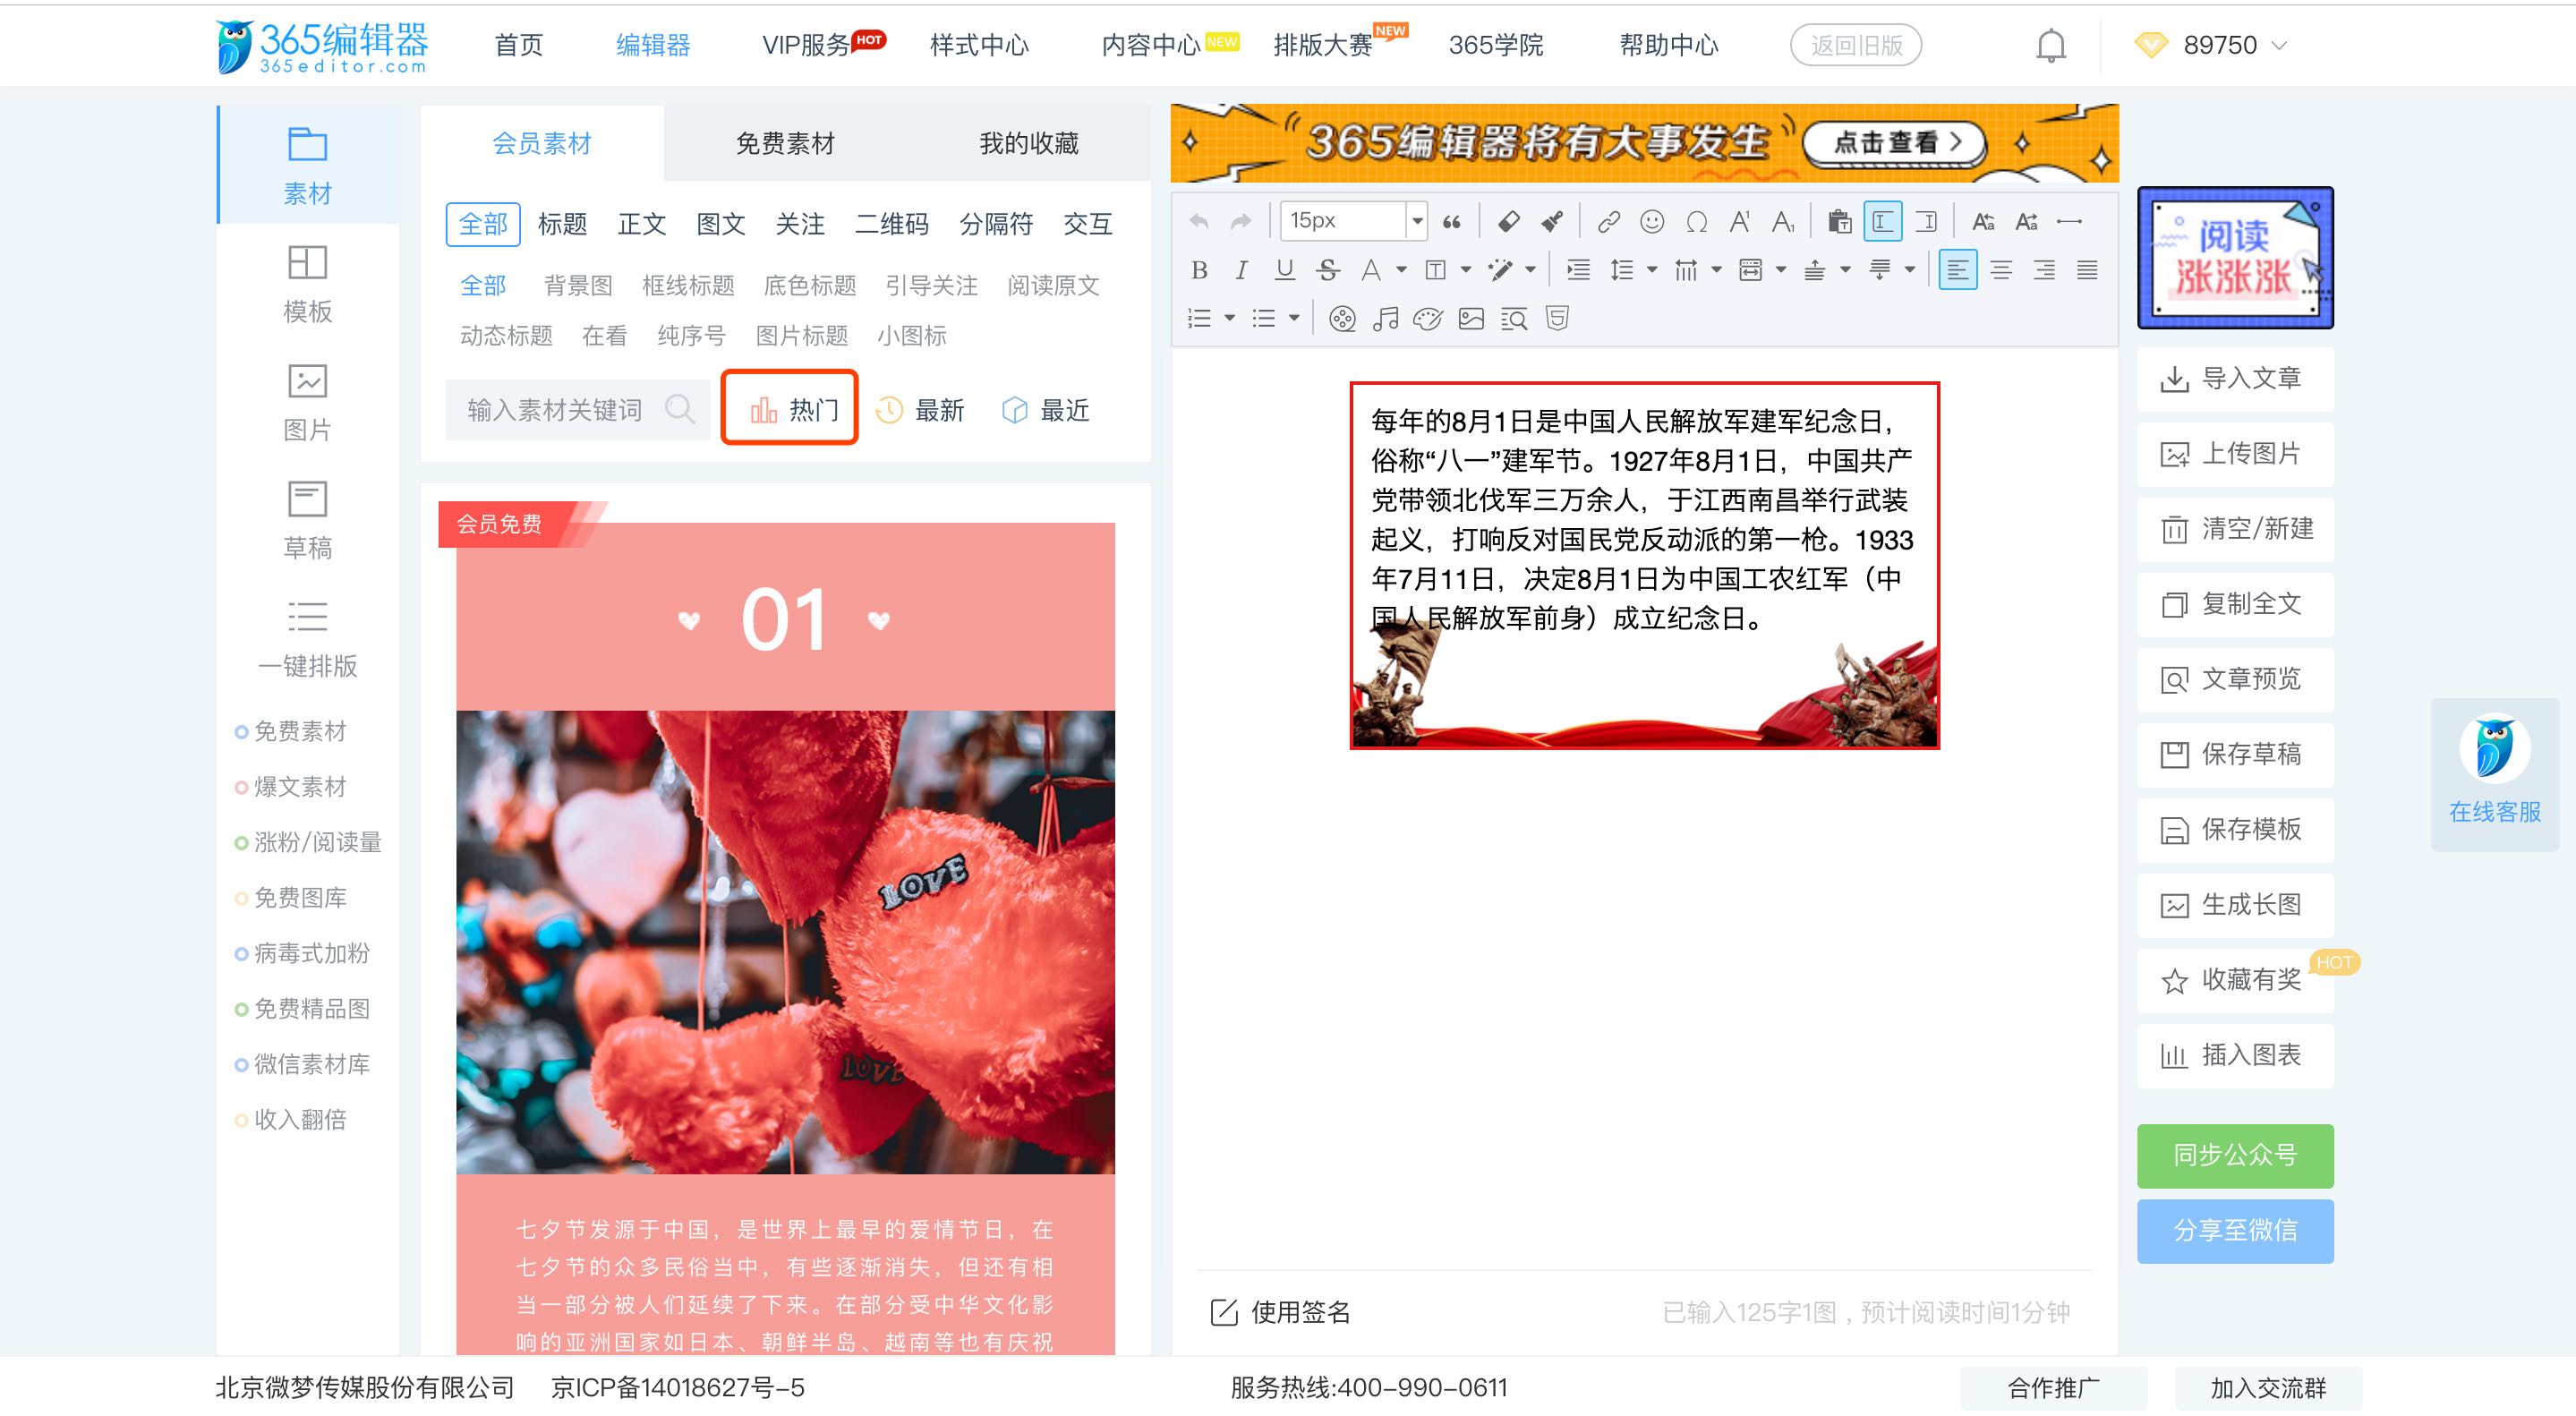 365编辑器
365editor.com
首页
编辑器
VIP服务
HOT
样式中心
内容中心
NEW
排版大赛
NEW
365学院
帮助中心
返回旧版
89750
素材
模板
图片
草稿
一键排版
免费素材
爆文素材
涨粉/阅读量
免费图库
病毒式加粉
免费精品图
微信素材库
收入翻倍
会员素材
免费素材
我的收藏
全部 标题 正文 图文 关注 二维码 分隔符 交互
全部 背景图 框线标题 底色标题 引导关注 阅读原文
动态标题 在看 纯序号 图片标题 小图标
输入素材关键词
热门
最新
最近
会员免费
01
LOVE
LOVE
七夕节发源于中国，是世界上最早的爱情节日，在
七夕节的众多民俗当中，有些逐渐消失，但还有相
当一部分被人们延续了下来。在部分受中华文化影
响的亚洲国家如日本、朝鲜半岛、越南等也有庆祝
365编辑器将有大事发生
点击查看 >
15px
每年的8月1日是中国人民解放军建军纪念日，
俗称“八一”建军节。1927年8月1日，中国共产
党带领北伐军三万余人，于江西南昌举行武装
起义，打响反对国民党反动派的第一枪。1933
年7月11日，决定8月1日为中国工农红军（中
国人民解放军前身）成立纪念日。
使用签名
已输入125字1图，预计阅读时间1分钟
阅读
涨涨涨
导入文章
上传图片
清空/新建
复制全文
文章预览
保存草稿
保存模板
生成长图
收藏有奖
HOT
插入图表
同步公众号
分享至微信
在线客服
北京微梦传媒股份有限公司
京ICP备14018627号-5
服务热线:400-990-0611
合作推广
加入交流群